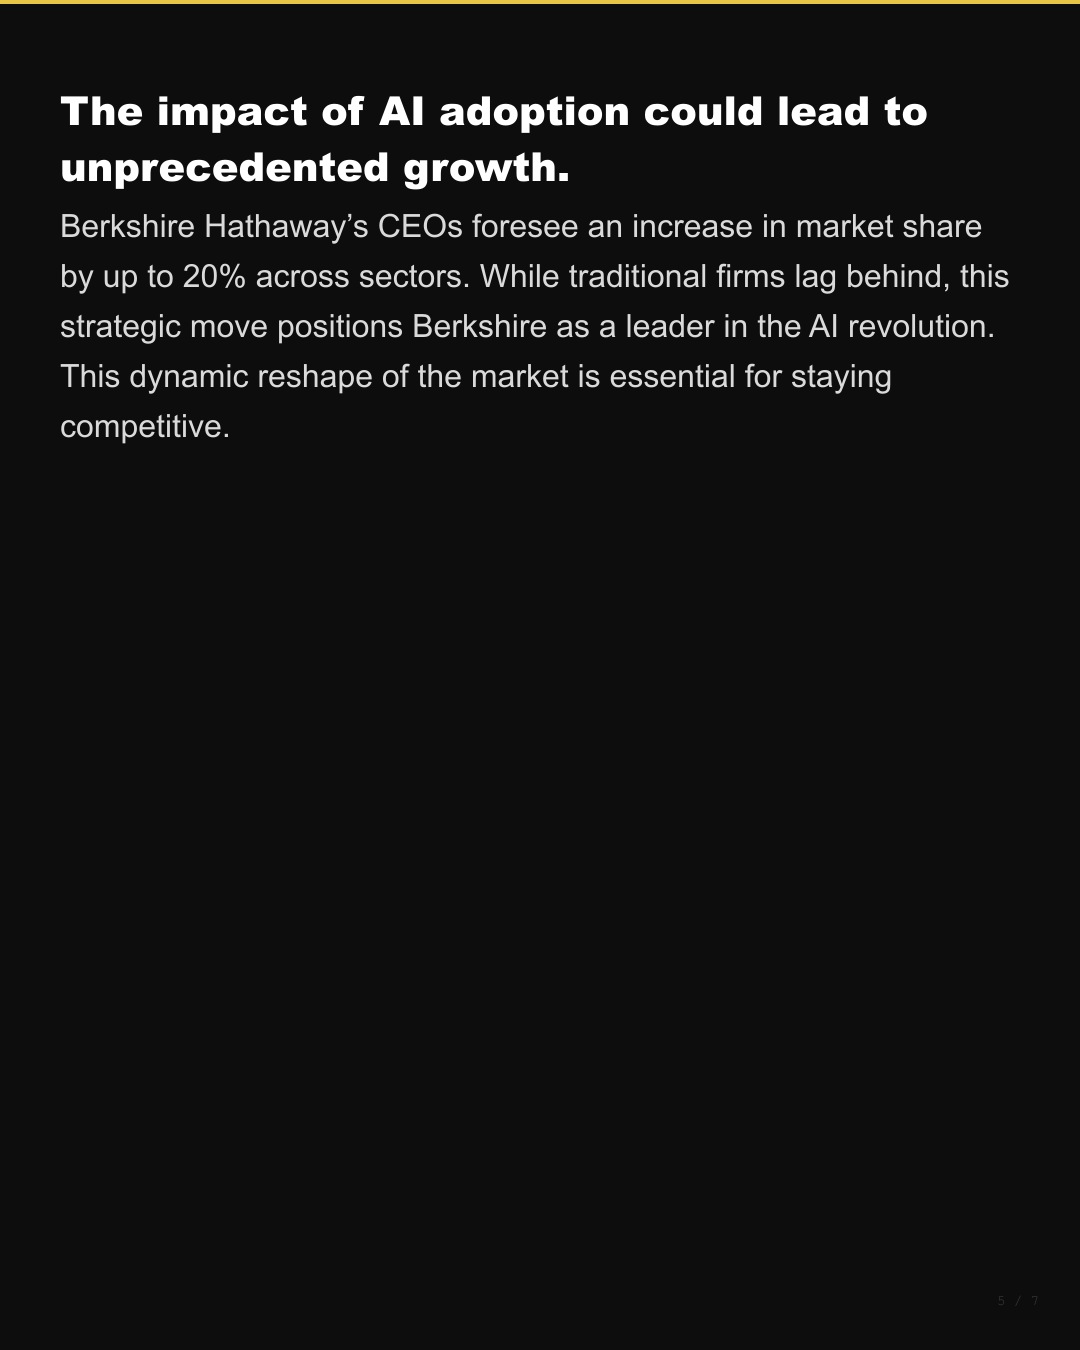 The impact of AI adoption could lead to
unprecedented growth.
Berkshire Hathaway’s CEOs foresee an increase in market share
by up to 20% across sectors. While traditional firms lag behind, this
strategic move positions Berkshire as a leader in the AI revolution.
This dynamic reshape of the market is essential for staying
competitive.
5 / 7